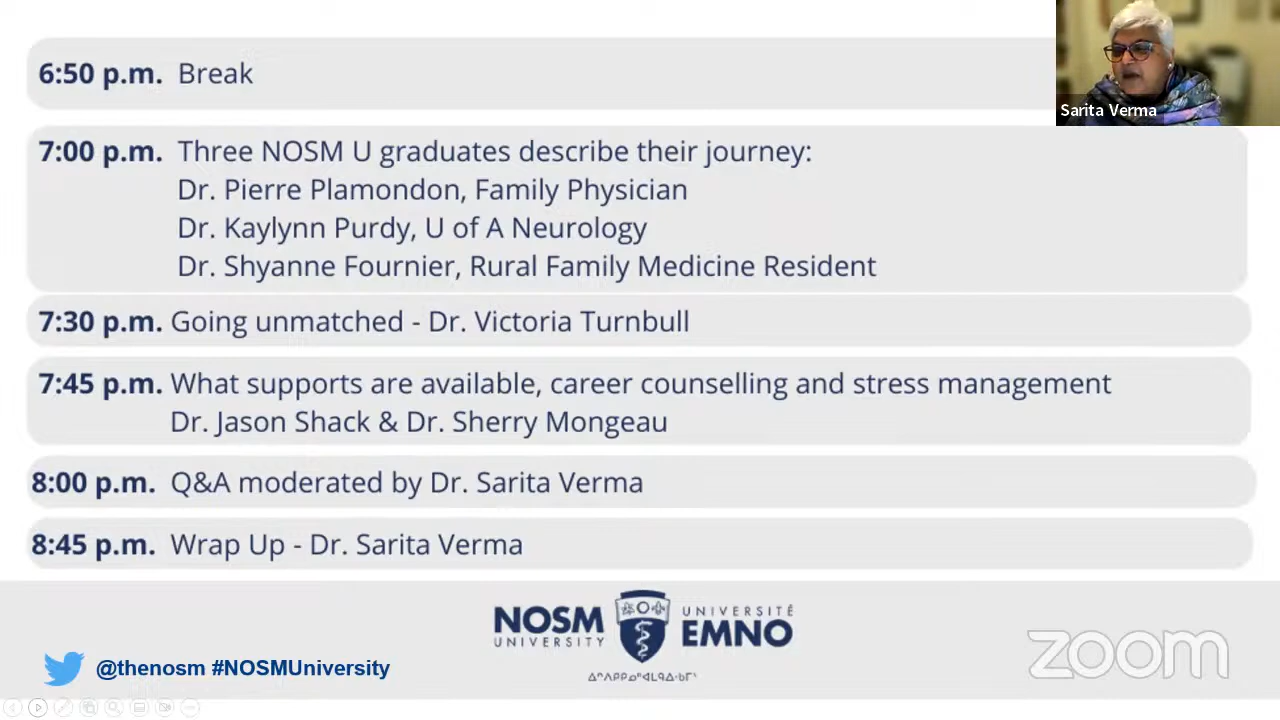 6:50 p.m. Break
Sarita Verma
7:00 p.m. Three NOSM U graduates describe their journey:
Dr. Pierre Plamondon, Family Physician
Dr. Kaylynn Purdy, U of A Neurology
Dr. Shyanne Fournier, Rural Family Medicine Resident
7:30 p.m. Going unmatched - Dr. Victoria Turnbull
7:45 p.m. What supports are available, career counselling and stress management
Dr. Jason Shack & Dr. Sherry Mongeau
8:00 p.m. Q&A moderated by Dr. Sarita Verma
8:45 p.m. Wrap Up - Dr. Sarita Verma
NOSM
UNIVERSITY
UNIVERSITÉ
EMNO
@thenosm #NOSMUniversity
zoom